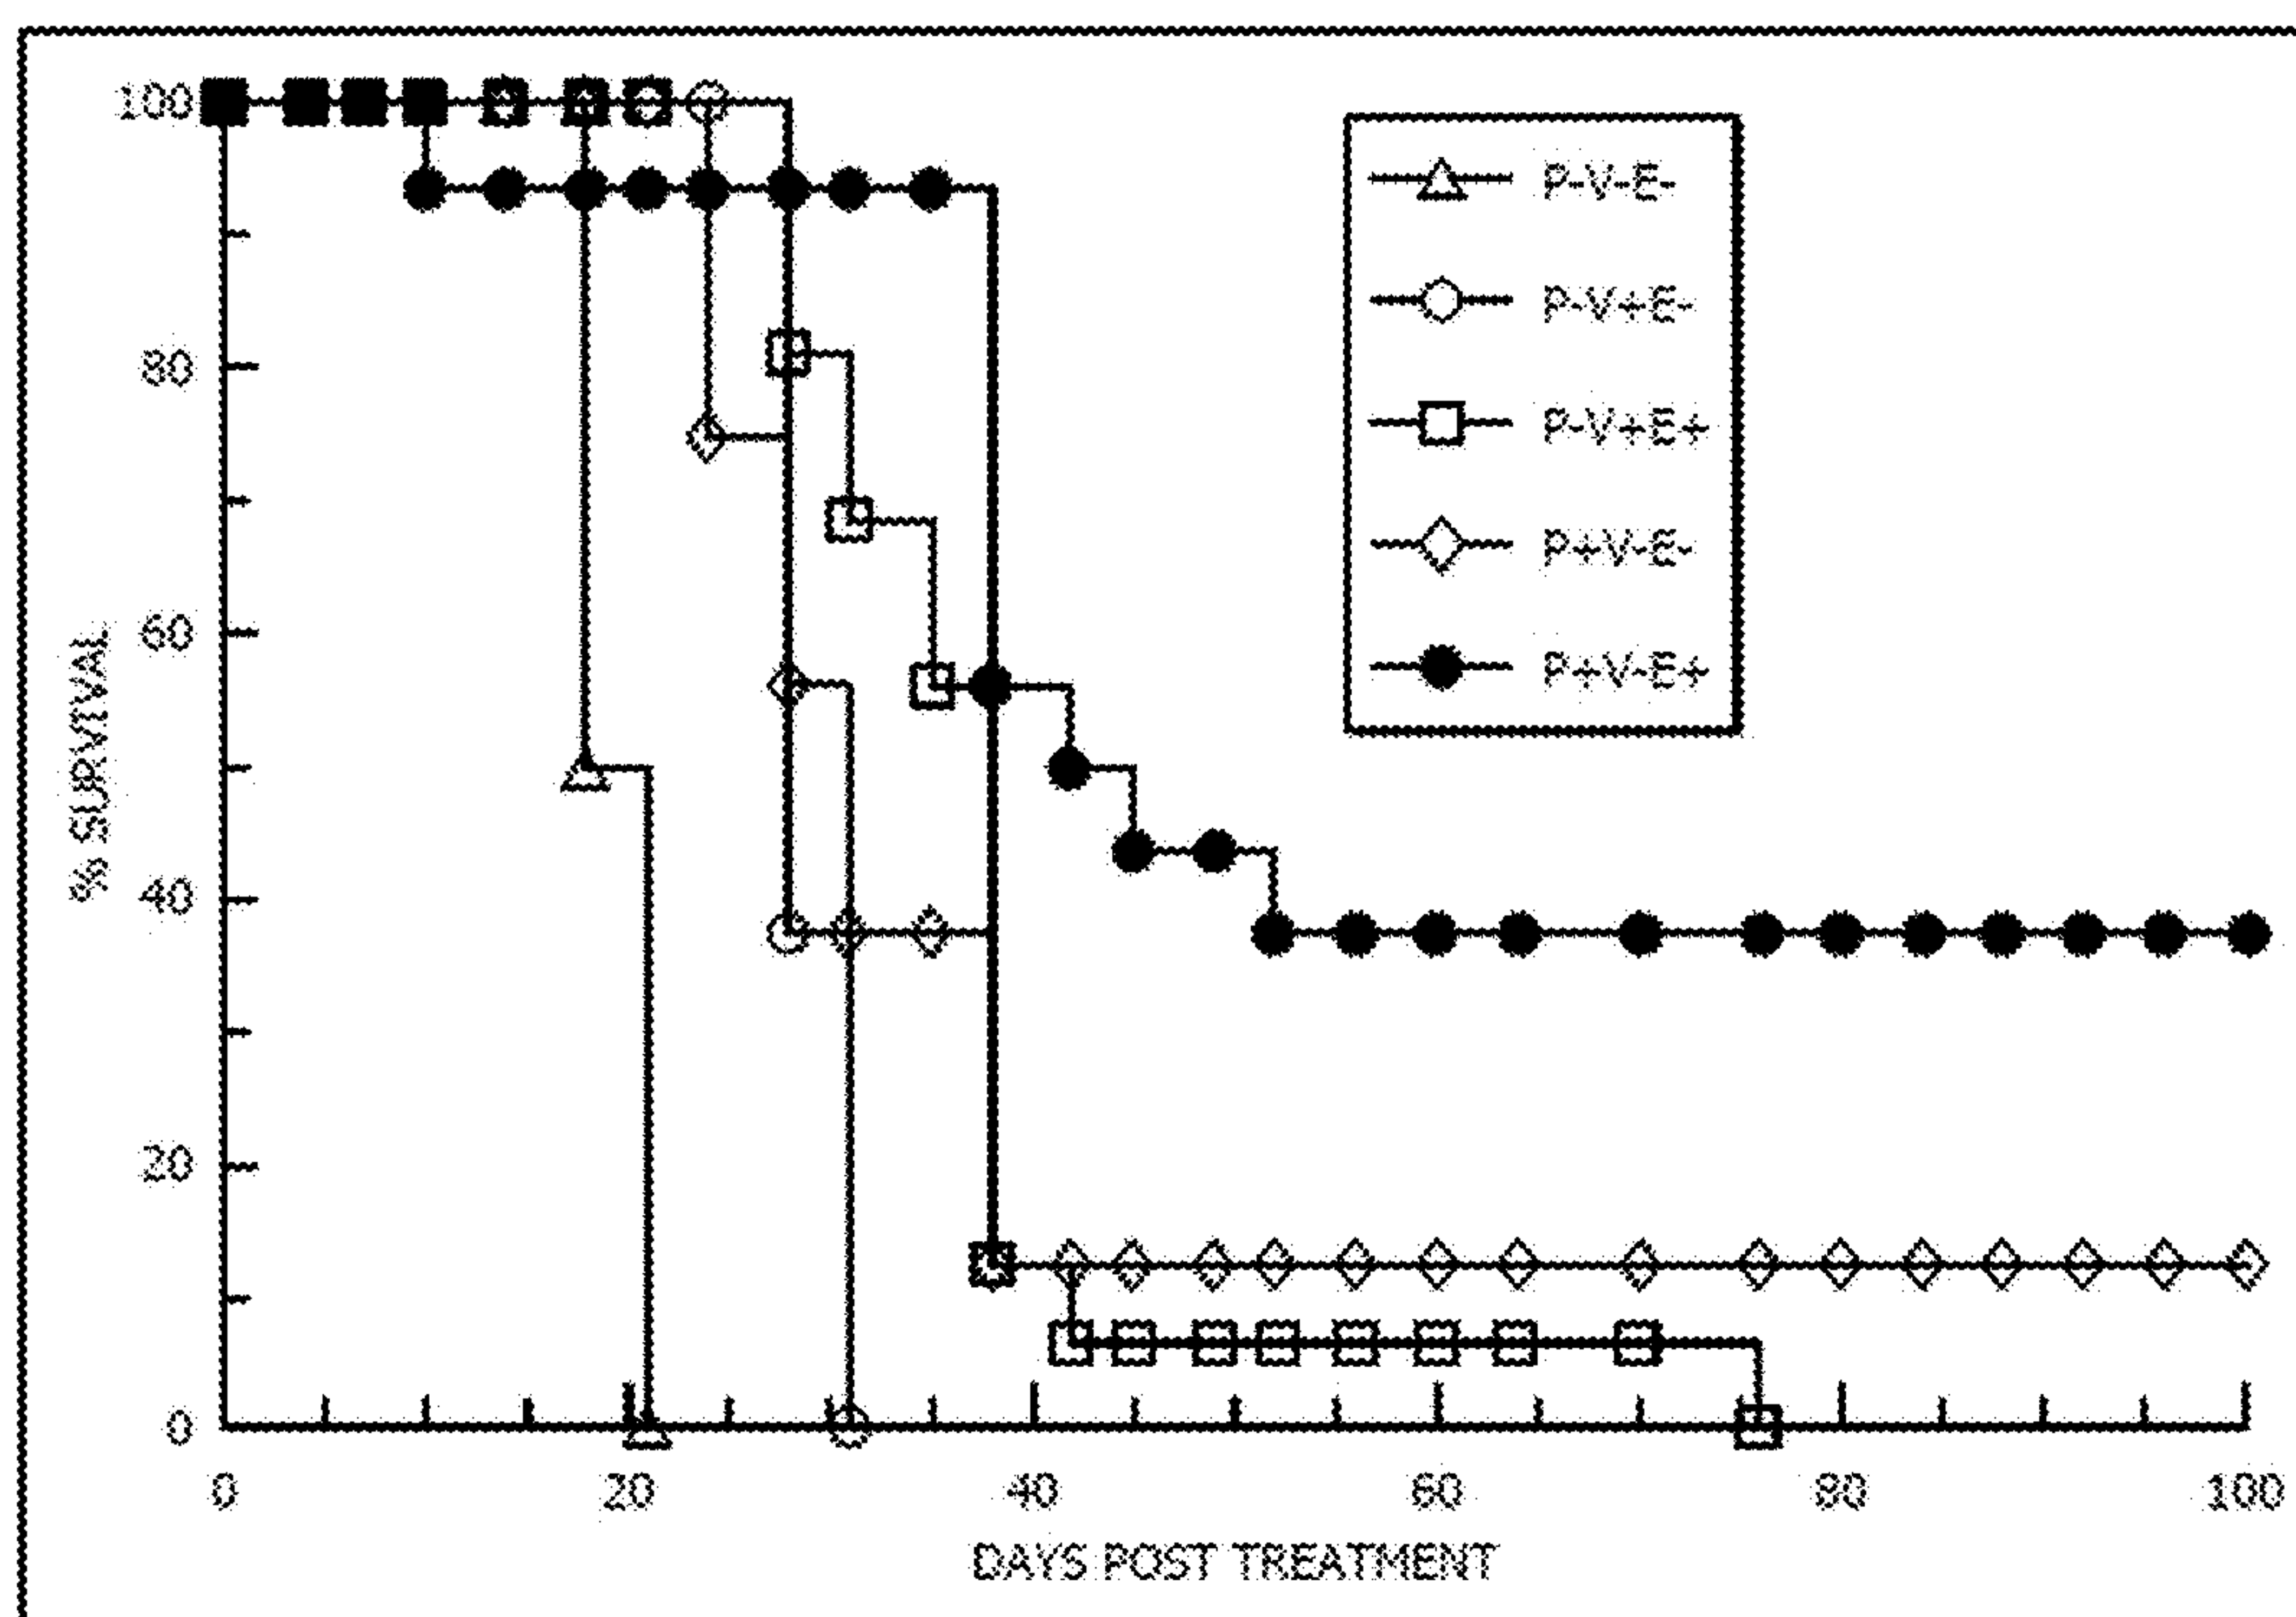 100
80
60
40
20
0
% SURVIVAL
P-V-E-
P-V+E-
P-V+E+
P+V-E-
P+V-E+
0 20 40 60 80 100
DAYS POST TREATMENT